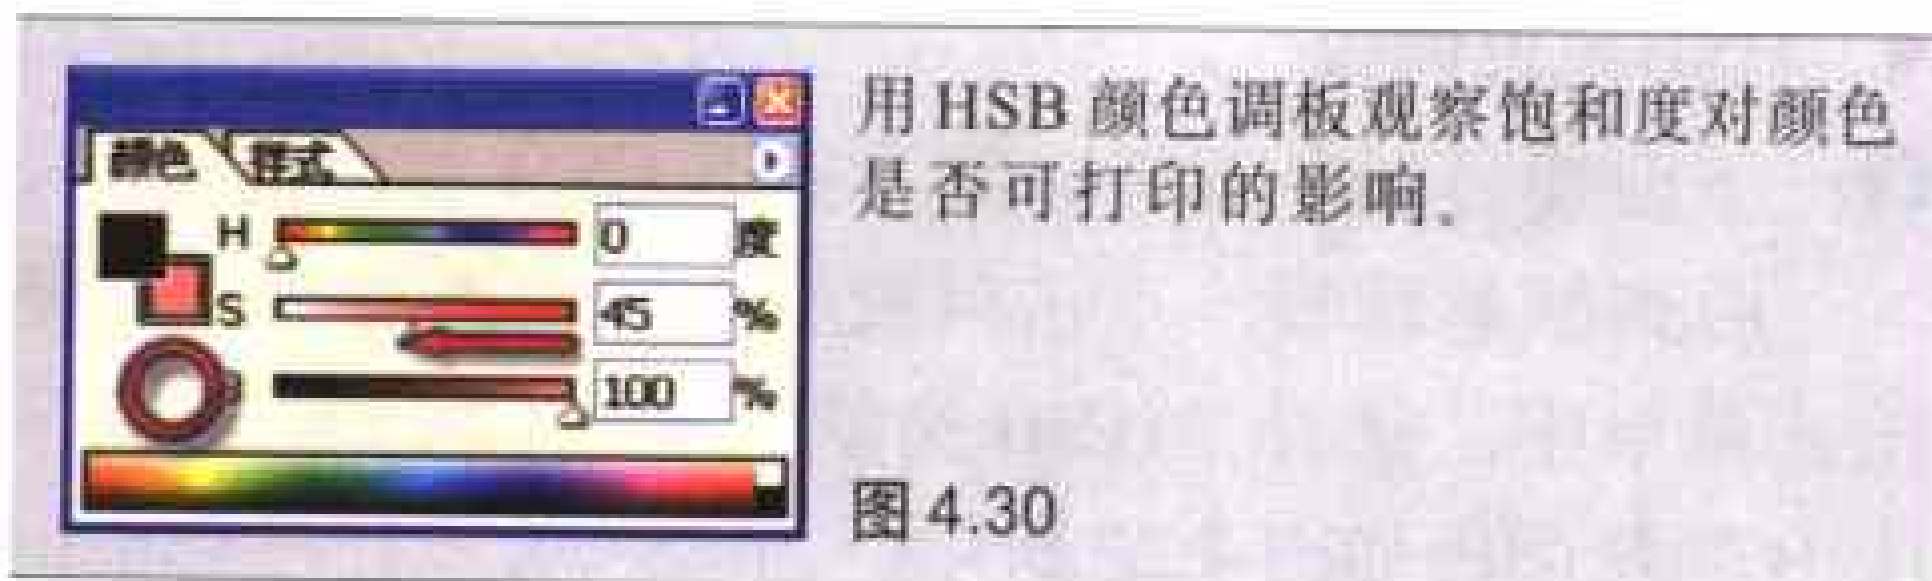 颜色 样式
H 0 度
S 45 %
100 %
用HSB颜色调板观察饱和度对颜色
是否可打印的影响。
图 4.30